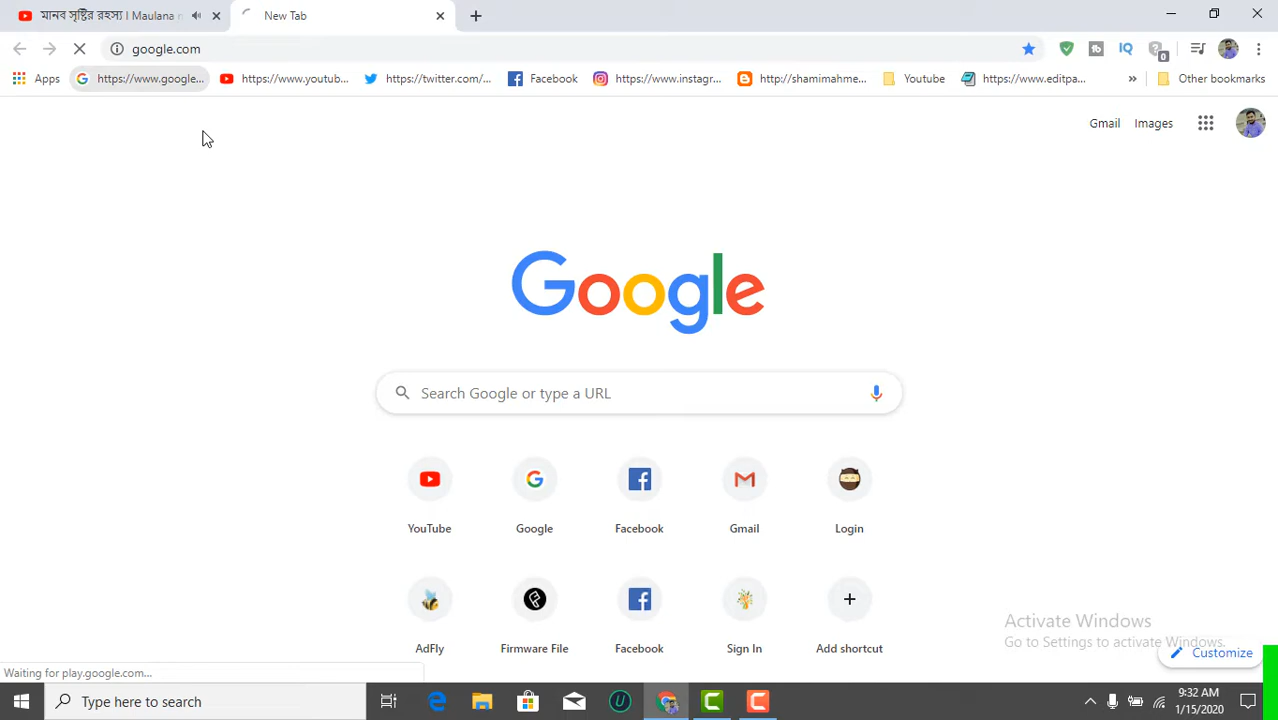 মানব সৃষ্টির রহস্য | Maulana
New Tab
google.com
Apps
https://www.google...
https://www.youtub...
https://twitter.com/...
Facebook
https://www.instagr...
http://shamimahme...
Youtube
https://www.editpa...
»
Other bookmarks
Gmail
Images
Google
Search Google or type a URL
YouTube
Google
Facebook
Gmail
Login
AdFly
Firmware File
Facebook
Sign In
Add shortcut
Activate Windows
Go to Settings to activate Windows.
Customize
Waiting for play.google.com...
Type here to search
9:32 AM
1/15/2020